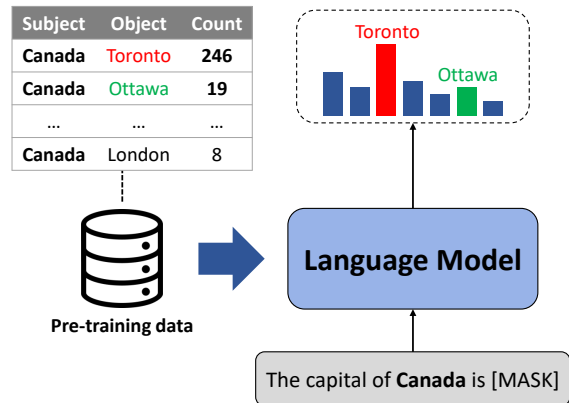 Subject Object Count
Canada Toronto 246
Canada Ottawa 19
... ... ...
Canada London 8
Pre-training data
Toronto
Ottawa
Language Model
The capital of Canada is [MASK]